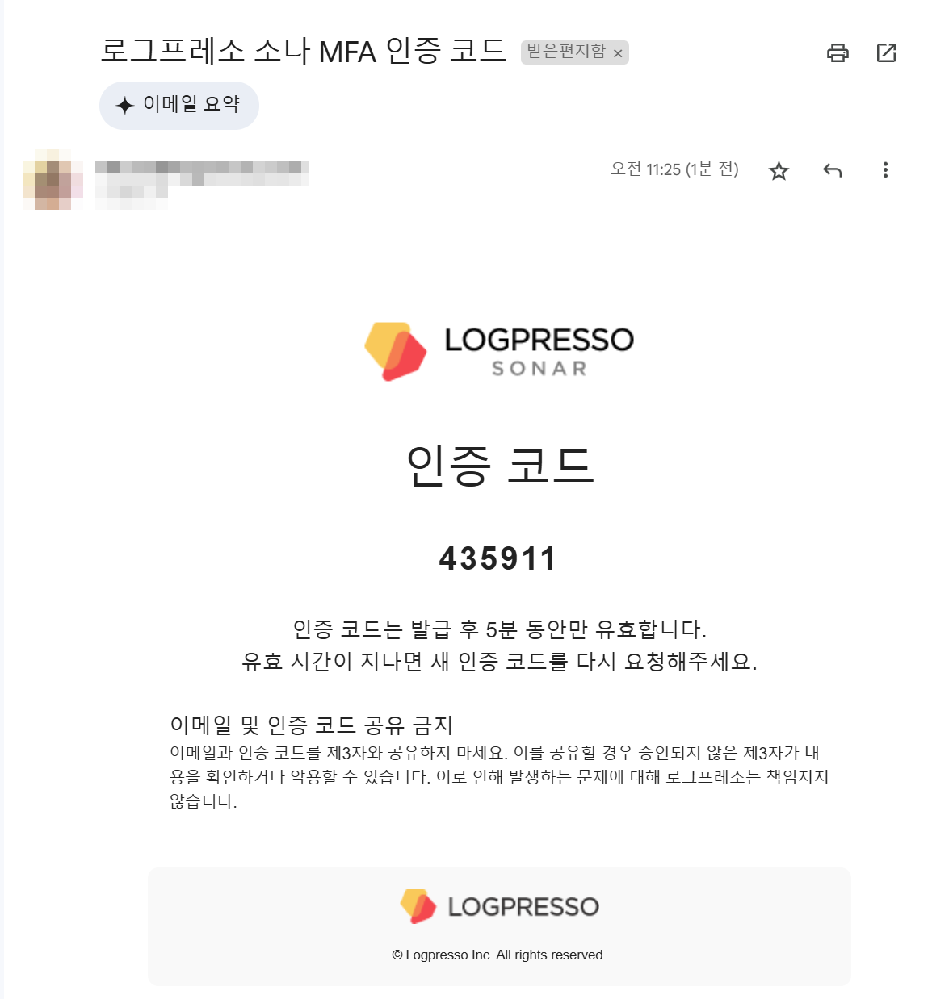 로그프레소 소나 MFA 인증 코드 받은편지함 ×
이메일 요약
오전 11:25 (1분 전)
LOGPRESSO
SONAR
인증 코드
435911
인증 코드는 발급 후 5분 동안만 유효합니다.
유효 시간이 지나면 새 인증 코드를 다시 요청해주세요.
이메일 및 인증 코드 공유 금지
이메일과 인증 코드를 제3자와 공유하지 마세요. 이를 공유할 경우 승인되지 않은 제3자가 내
용을 확인하거나 악용할 수 있습니다. 이로 인해 발생하는 문제에 대해 로그프레소는 책임지지
않습니다.
LOGPRESSO
© Logpresso Inc. All rights reserved.